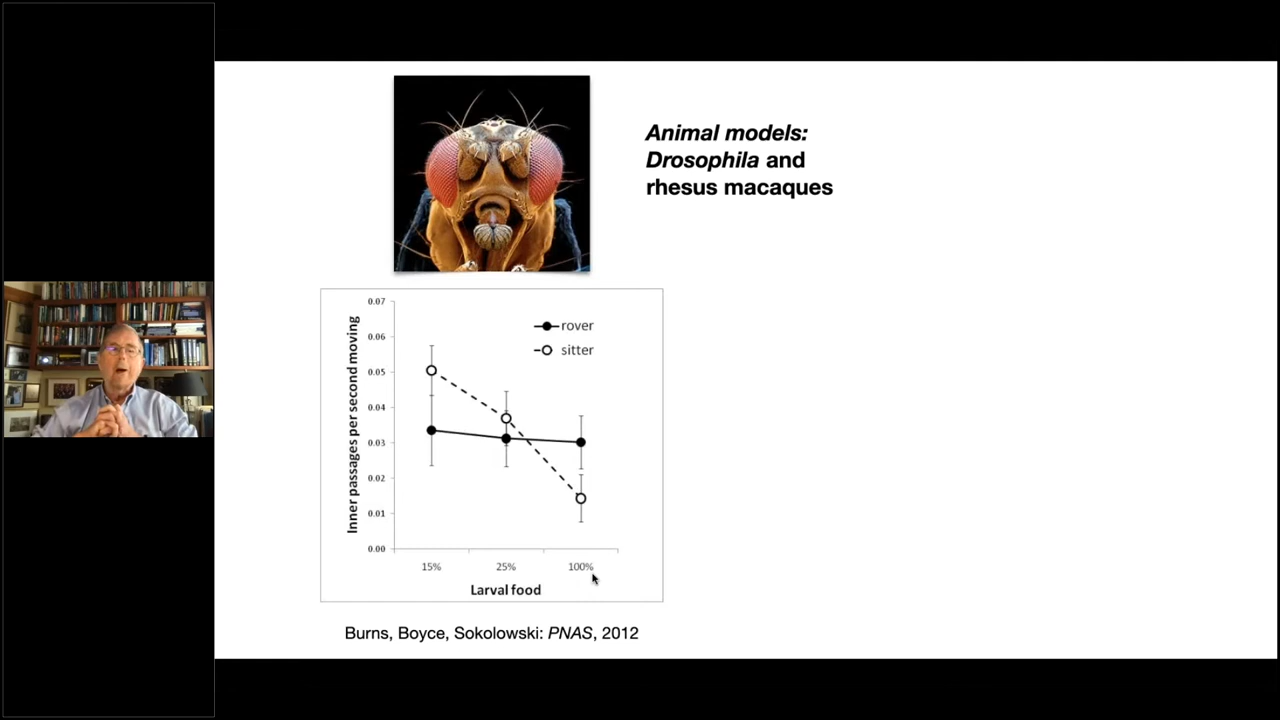 Animal models:
Drosophila and
rhesus macaques
Inner passages per second moving
0.07
0.06
0.05
0.04
0.03
0.02
0.01
0.00
rover
sitter
15% 25% 100%
Larval food
Burns, Boyce, Sokolowski: PNAS, 2012